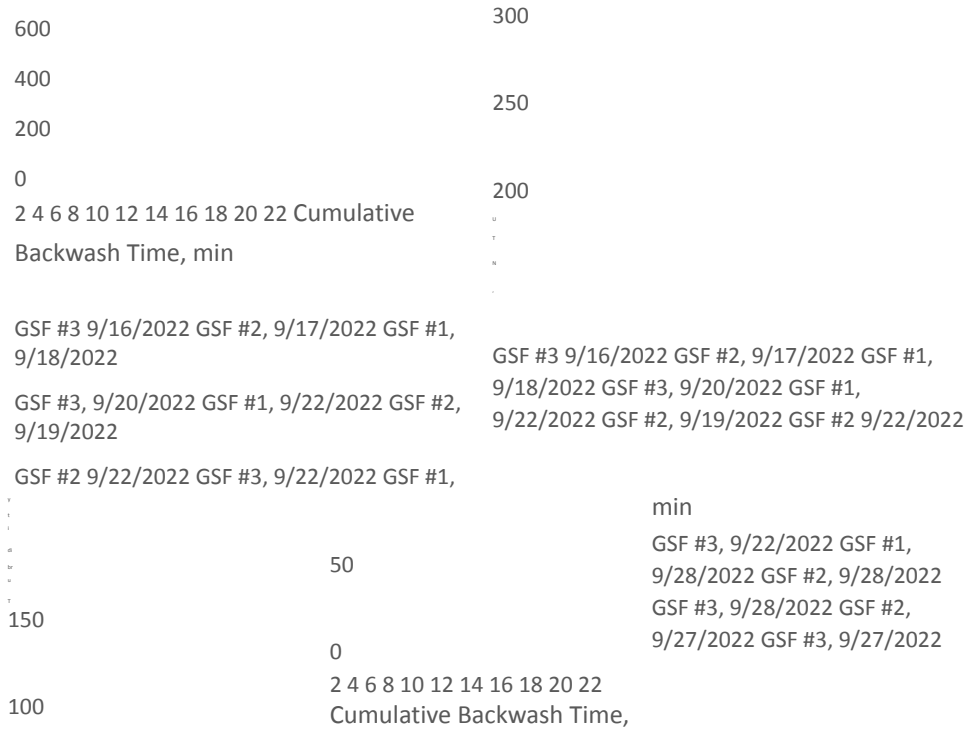 600
400
200
0
2 4 6 8 10 12 14 16 18 20 22 Cumulative
Backwash Time, min
GSF #3 9/16/2022 GSF #2, 9/17/2022 GSF #1,
9/18/2022
GSF #3, 9/20/2022 GSF #1, 9/22/2022 GSF #2,
9/19/2022
GSF #2 9/22/2022 GSF #3, 9/22/2022 GSF #1,
300
250
200
U
T
N
,
GSF #3 9/16/2022 GSF #2, 9/17/2022 GSF #1,
9/18/2022 GSF #3, 9/20/2022 GSF #1,
9/22/2022 GSF #2, 9/19/2022 GSF #2 9/22/2022
150
100
50
0
2 4 6 8 10 12 14 16 18 20 22
Cumulative Backwash Time,
min
GSF #3, 9/22/2022 GSF #1,
9/28/2022 GSF #2, 9/28/2022
GSF #3, 9/28/2022 GSF #2,
9/27/2022 GSF #3, 9/27/2022